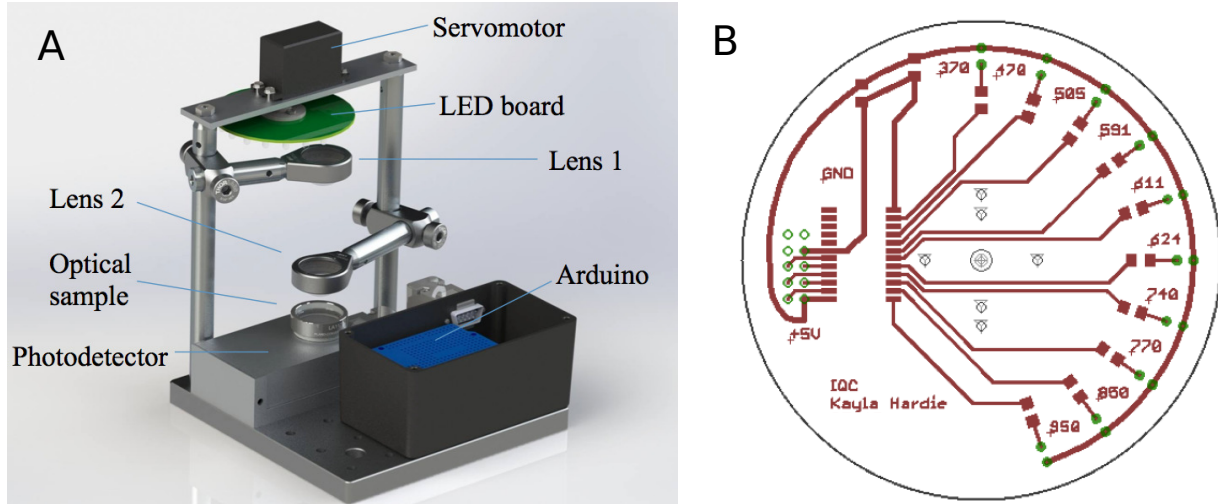 A
Servomotor
LED board
Lens 1
Lens 2
Optical
sample
Arduino
Photodetector
B
370
470
505
591
611
624
740
770
850
950
GND
+5V
IQC
Kayla Hardie